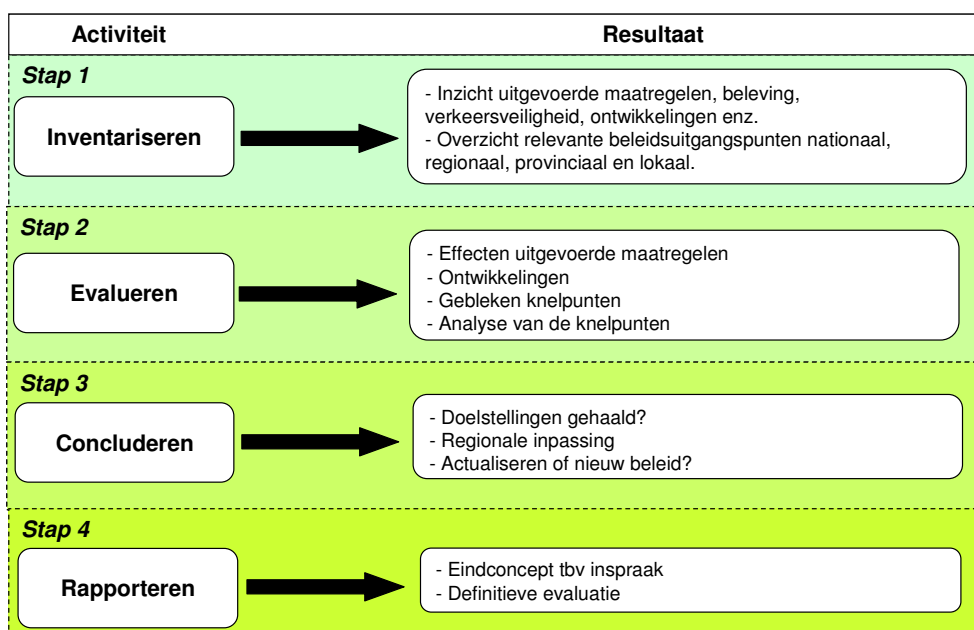 Activiteit Resultaat
Stap 1
Inventariseren
- Inzicht uitgevoerde maatregelen, beleving,
verkeersveiligheid, ontwikkelingen enz.
- Overzicht relevante beleidsuitgangspunten nationaal,
regionaal, provinciaal en lokaal.
Stap 2
Evalueren
- Effecten uitgevoerde maatregelen
- Ontwikkelingen
- Gebleken knelpunten
- Analyse van de knelpunten
Stap 3
Concluderen
- Doelstellingen gehaald?
- Regionale inpassing
- Actualiseren of nieuw beleid?
Stap 4
Rapporteren
- Eindconcept tbv inspraak
- Definitieve evaluatie